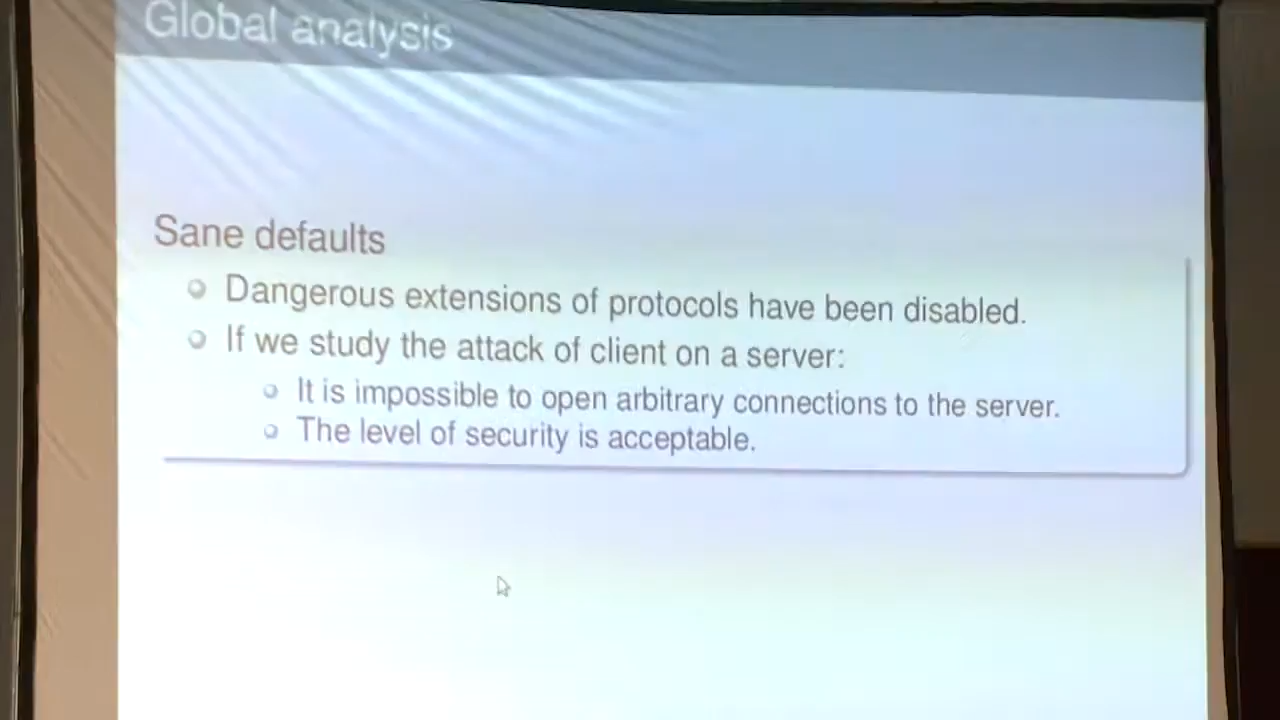 Global analysis
Sane defaults
Dangerous extensions of protocols have been disabled.
If we study the attack of client on a server:
It is impossible to open arbitrary connections to the server.
The level of security is acceptable.